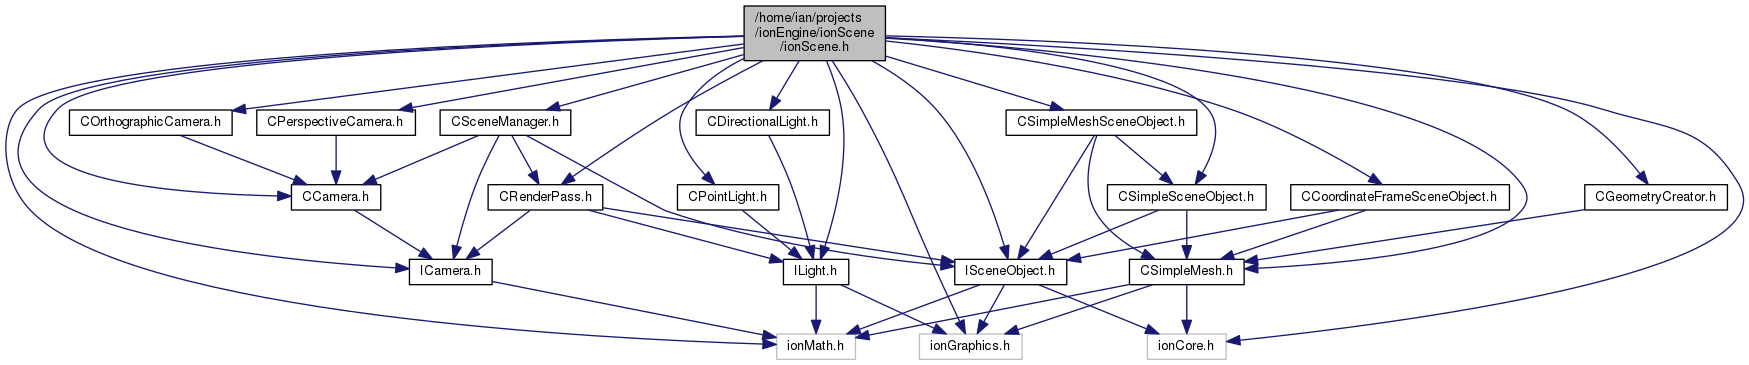 /home/ian/projects
/ionEngine/ionScene
/ionScene.h
COrthographicCamera.h
CPerspectiveCamera.h
CSceneManager.h
CDirectionalLight.h
CSimpleMeshSceneObject.h
CCamera.h
CRenderPass.h
CPointLight.h
CSimpleSceneObject.h
CCoordinateFrameSceneObject.h
CGeometryCreator.h
ICamera.h
ILight.h
ISceneObject.h
CSimpleMesh.h
ionMath.h
ionGraphics.h
ionCore.h